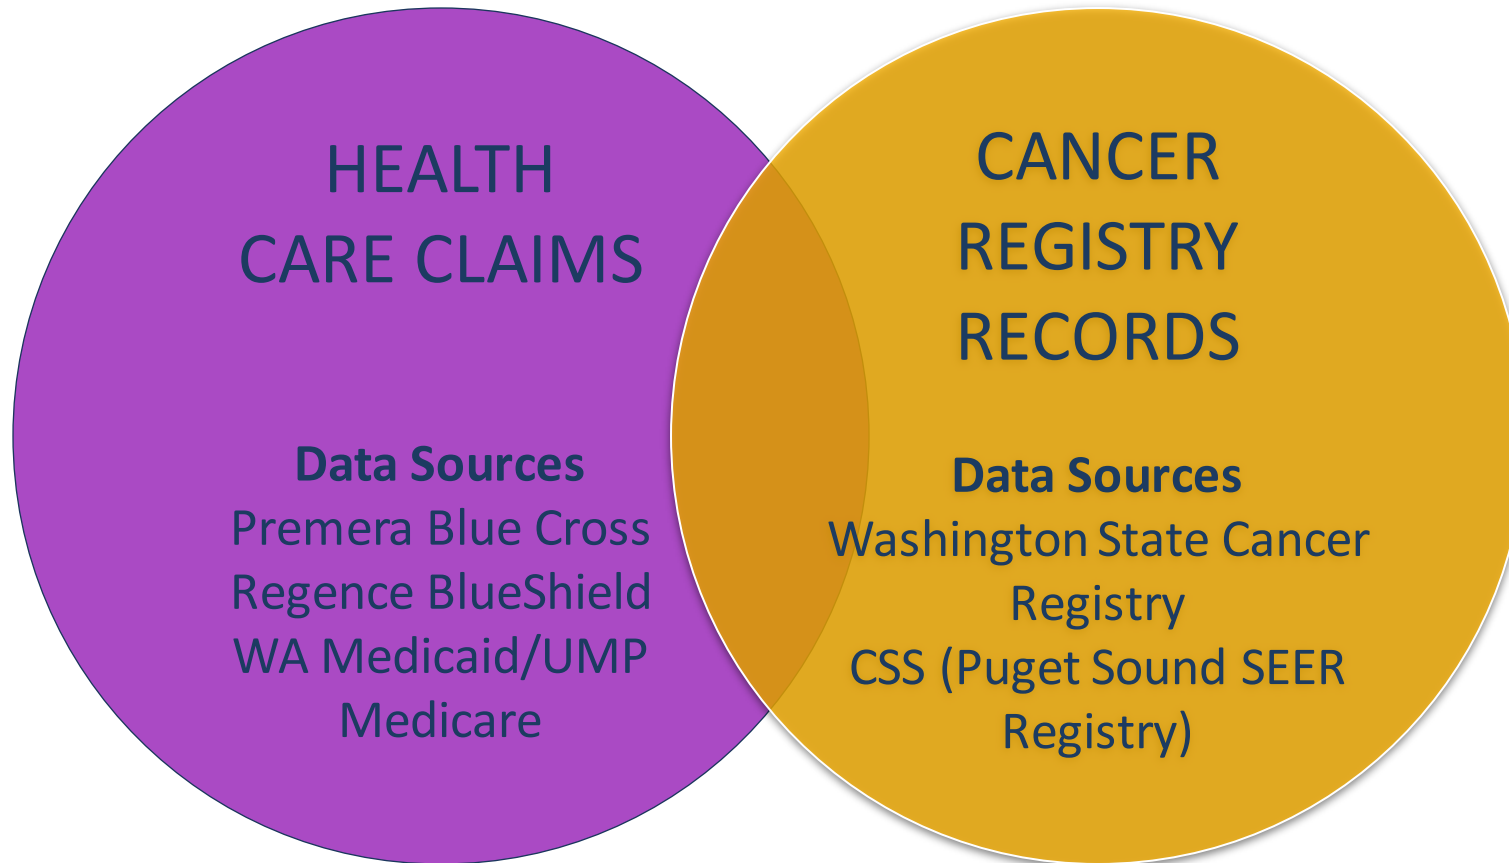 HEALTH
CARE CLAIMS
Data Sources
Premera Blue Cross
Regence BlueShield
WA Medicaid/UMP
Medicare
CANCER
REGISTRY
RECORDS
Data Sources
Washington State Cancer
Registry
CSS (Puget Sound SEER
Registry)